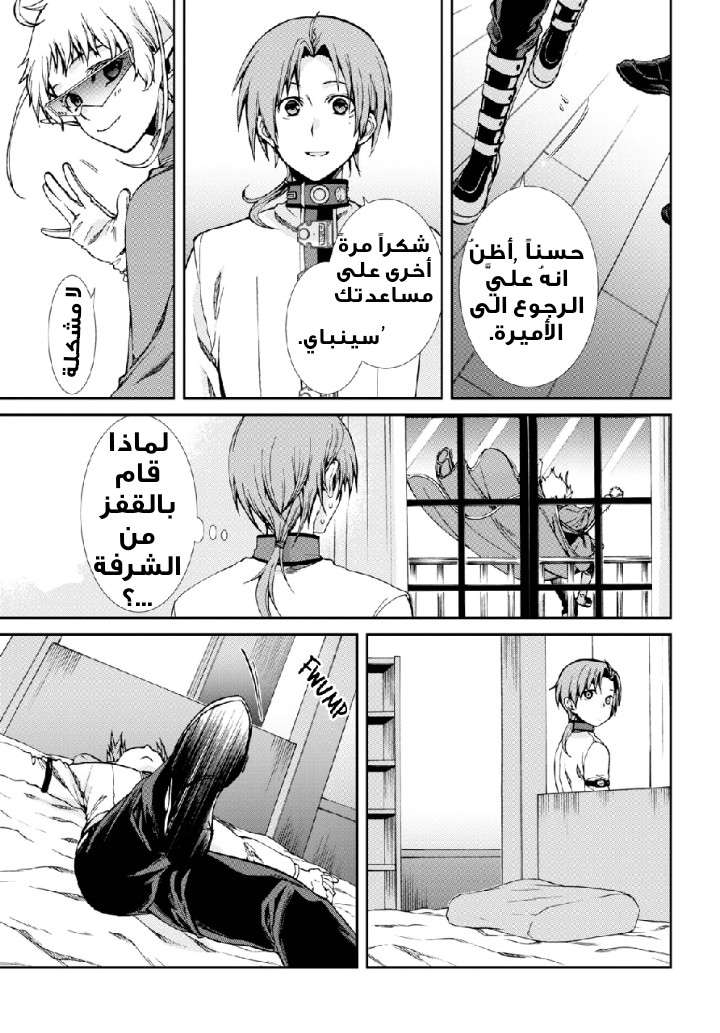 حسناً ,أظنُ
انهُ عليَّ
الرجوع الى
الأميرة.
شكراً مرةً
أخرى على
مساعدتك
'سينباي.
لا مشكلة
لماذا
قام
بالقفز
من
الشرفة
...؟
FWUMP